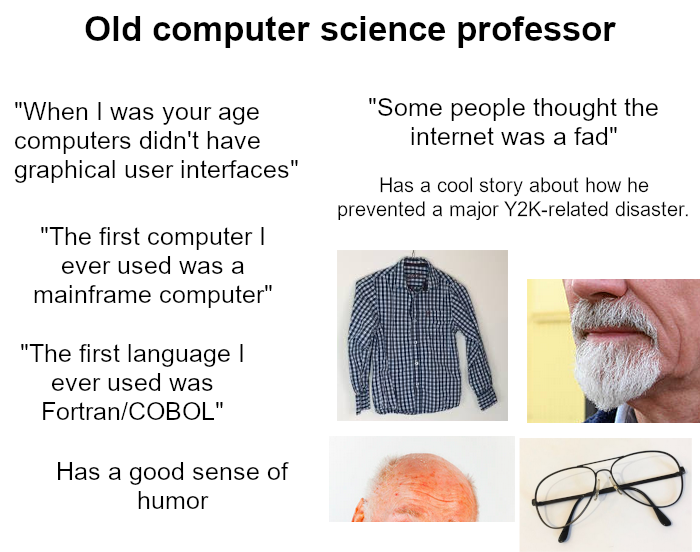 Old computer science professor
"When I was your age
computers didn't have
graphical user interfaces"
"Some people thought the
internet was a fad"
Has a cool story about how he
prevented a major Y2K-related disaster.
"The first computer I
ever used was a
mainframe computer"
"The first language I
ever used was
Fortran/COBOL"
Has a good sense of
humor